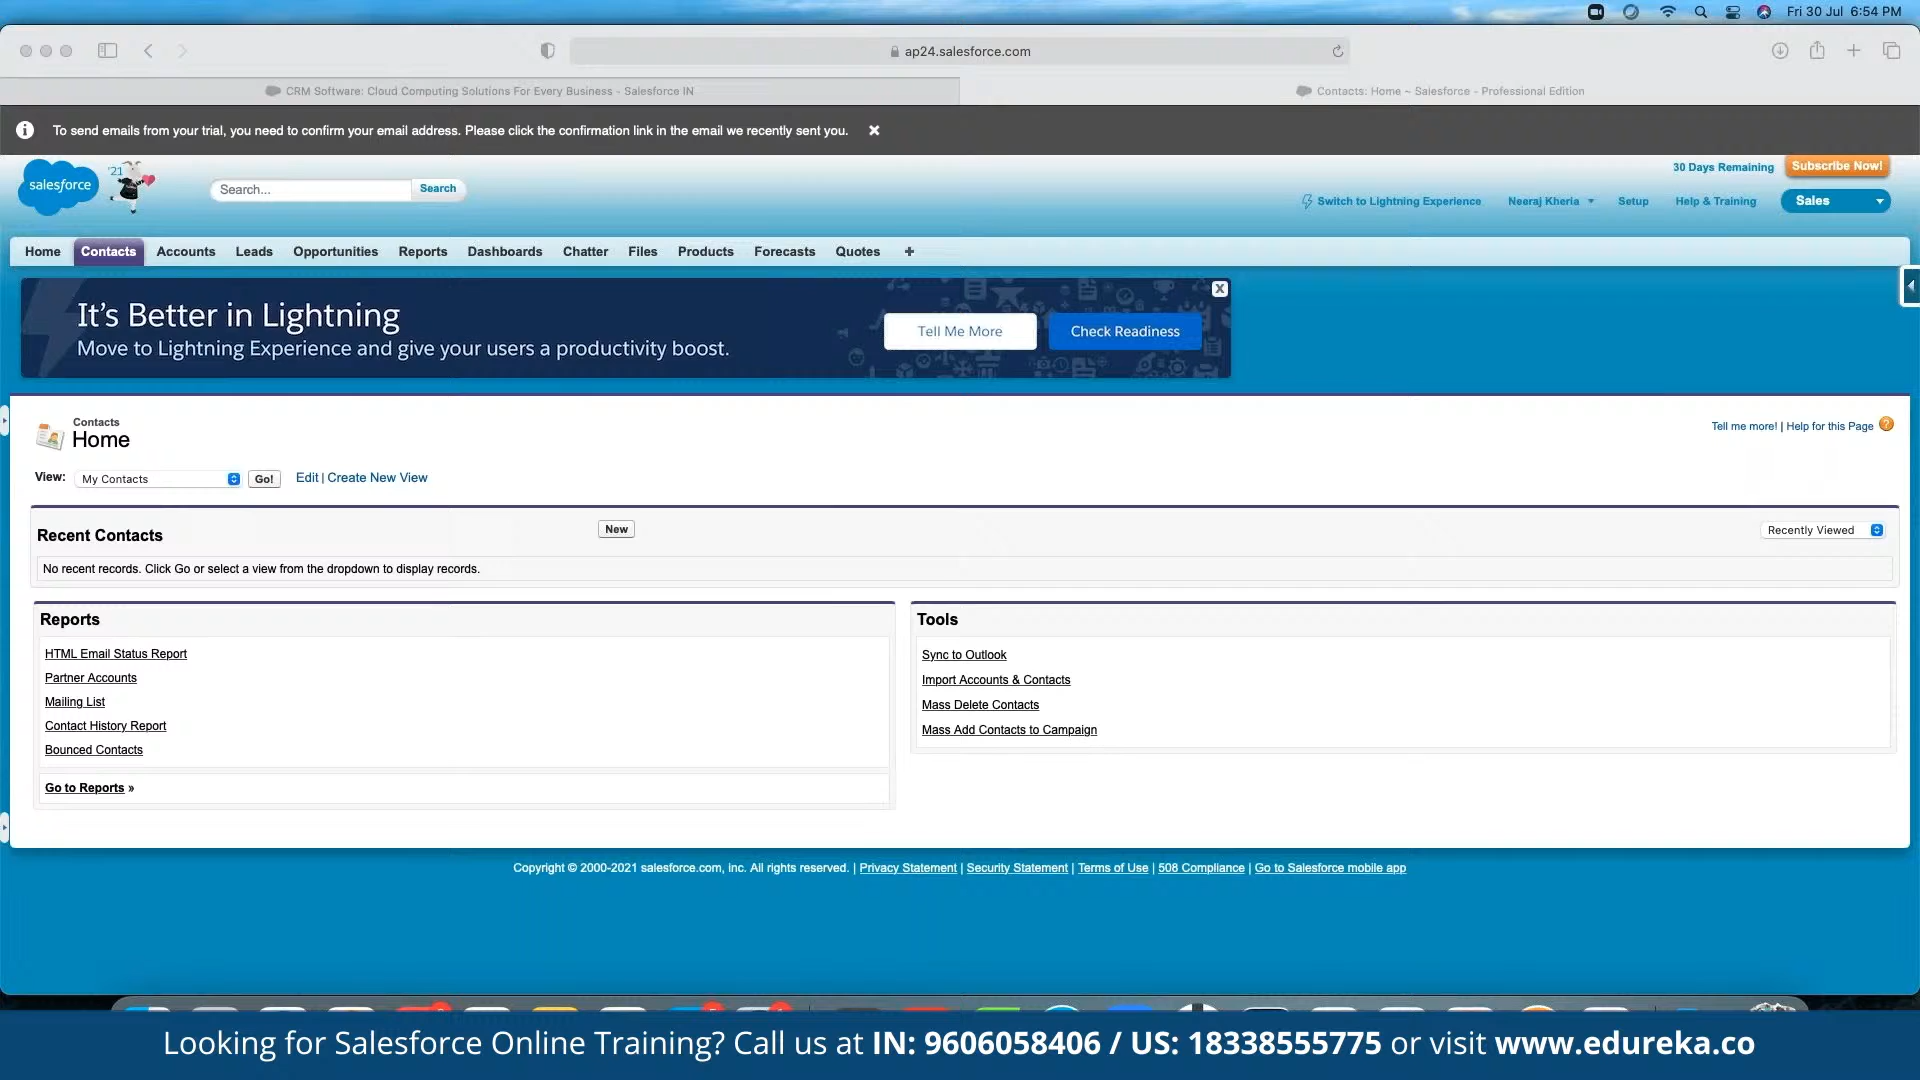 Fri 30 Jul 6:54 PM
ap24.salesforce.com
CRM Software: Cloud Computing Solutions For Every Business - Salesforce IN
Contacts: Home ~ Salesforce - Professional Edition
To send emails from your trial, you need to confirm your email address. Please click the confirmation link in the email we recently sent you.
salesforce
'21
Search...
Search
30 Days Remaining
Subscribe Now!
Switch to Lightning Experience
Neeraj Kheria
Setup
Help & Training
Sales
Home
Contacts
Accounts
Leads
Opportunities
Reports
Dashboards
Chatter
Files
Products
Forecasts
Quotes
+
It's Better in Lightning
Move to Lightning Experience and give your users a productivity boost.
Tell Me More
Check Readiness
X
Contacts
Home
Tell me more! | Help for this Page ?
View:
My Contacts
Go!
Edit | Create New View
Recent Contacts
New
Recently Viewed
No recent records. Click Go or select a view from the dropdown to display records.
Reports
HTML Email Status Report
Partner Accounts
Mailing List
Contact History Report
Bounced Contacts
Go to Reports »
Tools
Sync to Outlook
Import Accounts & Contacts
Mass Delete Contacts
Mass Add Contacts to Campaign
Copyright © 2000-2021 salesforce.com, inc. All rights reserved. | Privacy Statement | Security Statement | Terms of Use | 508 Compliance | Go to Salesforce mobile app
Looking for Salesforce Online Training? Call us at IN: 9606058406 / US: 18338555775 or visit www.edureka.co